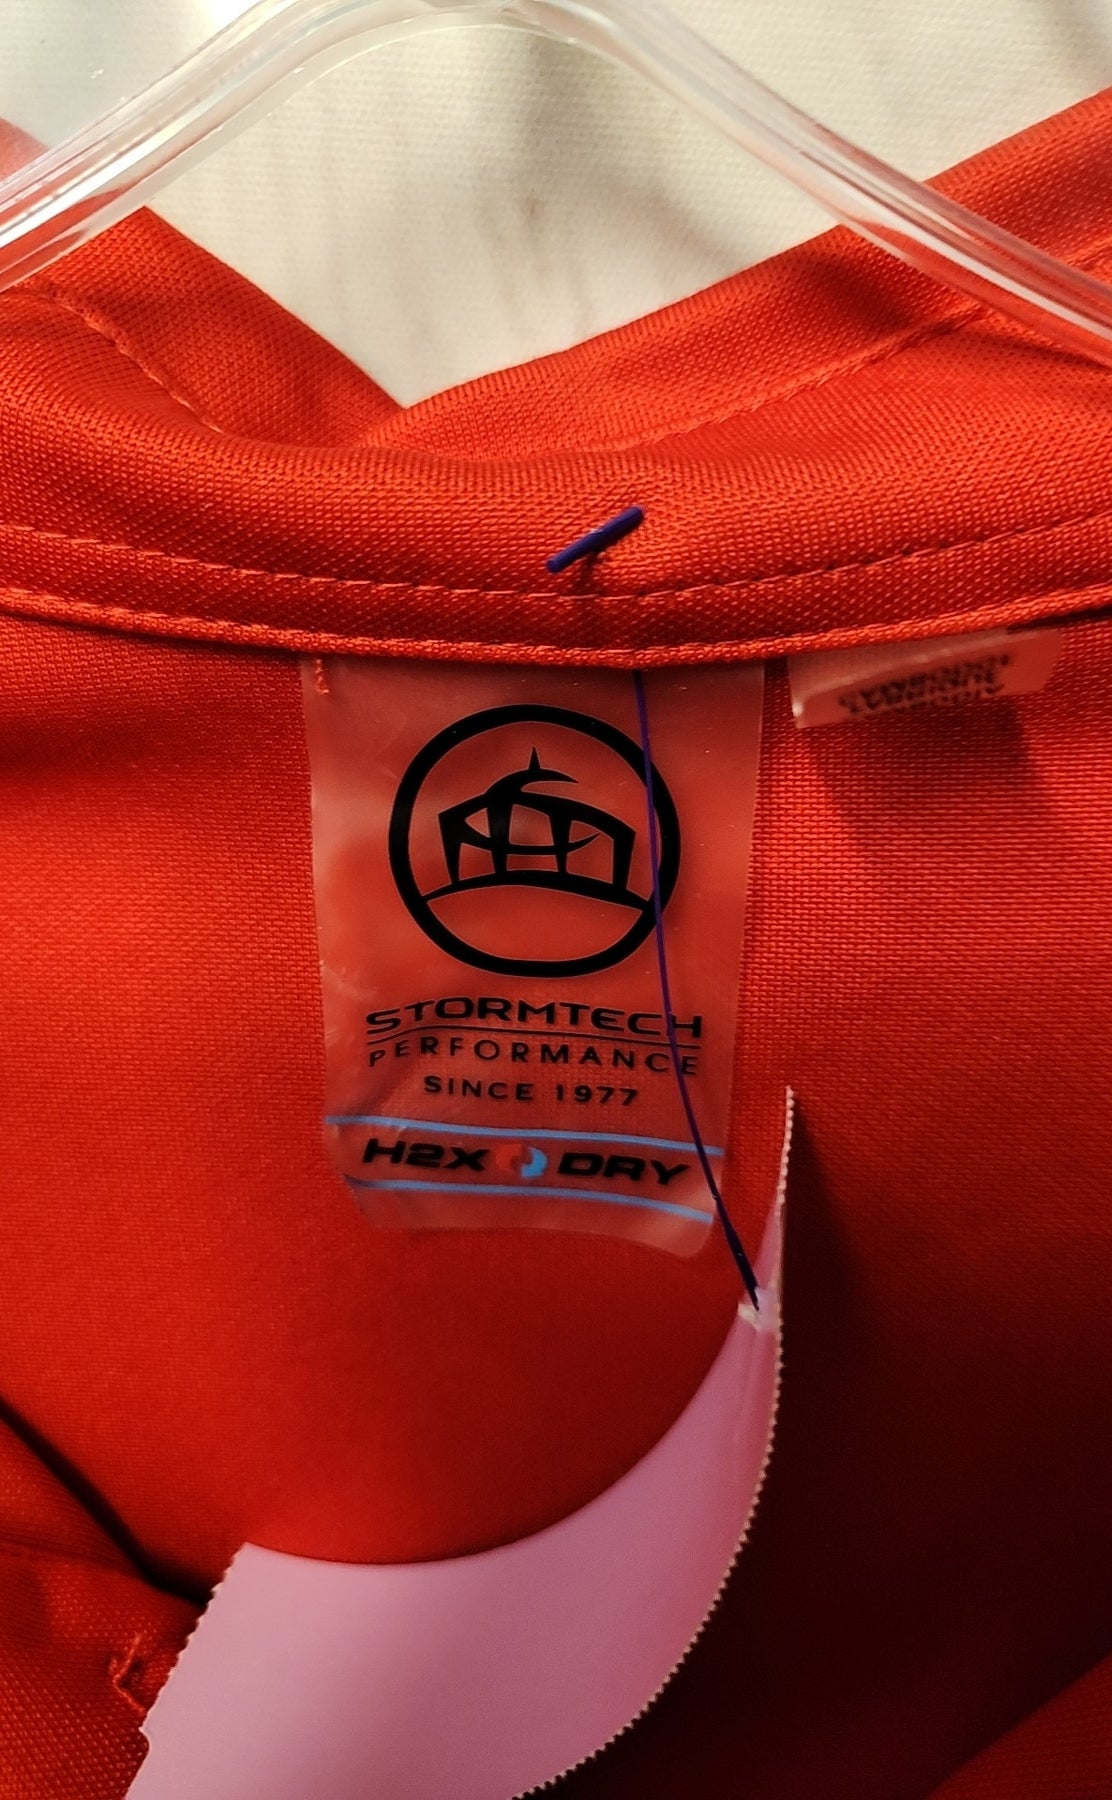 STORMTECH
PERFORMANCE
SINCE 1977
H2X DRY